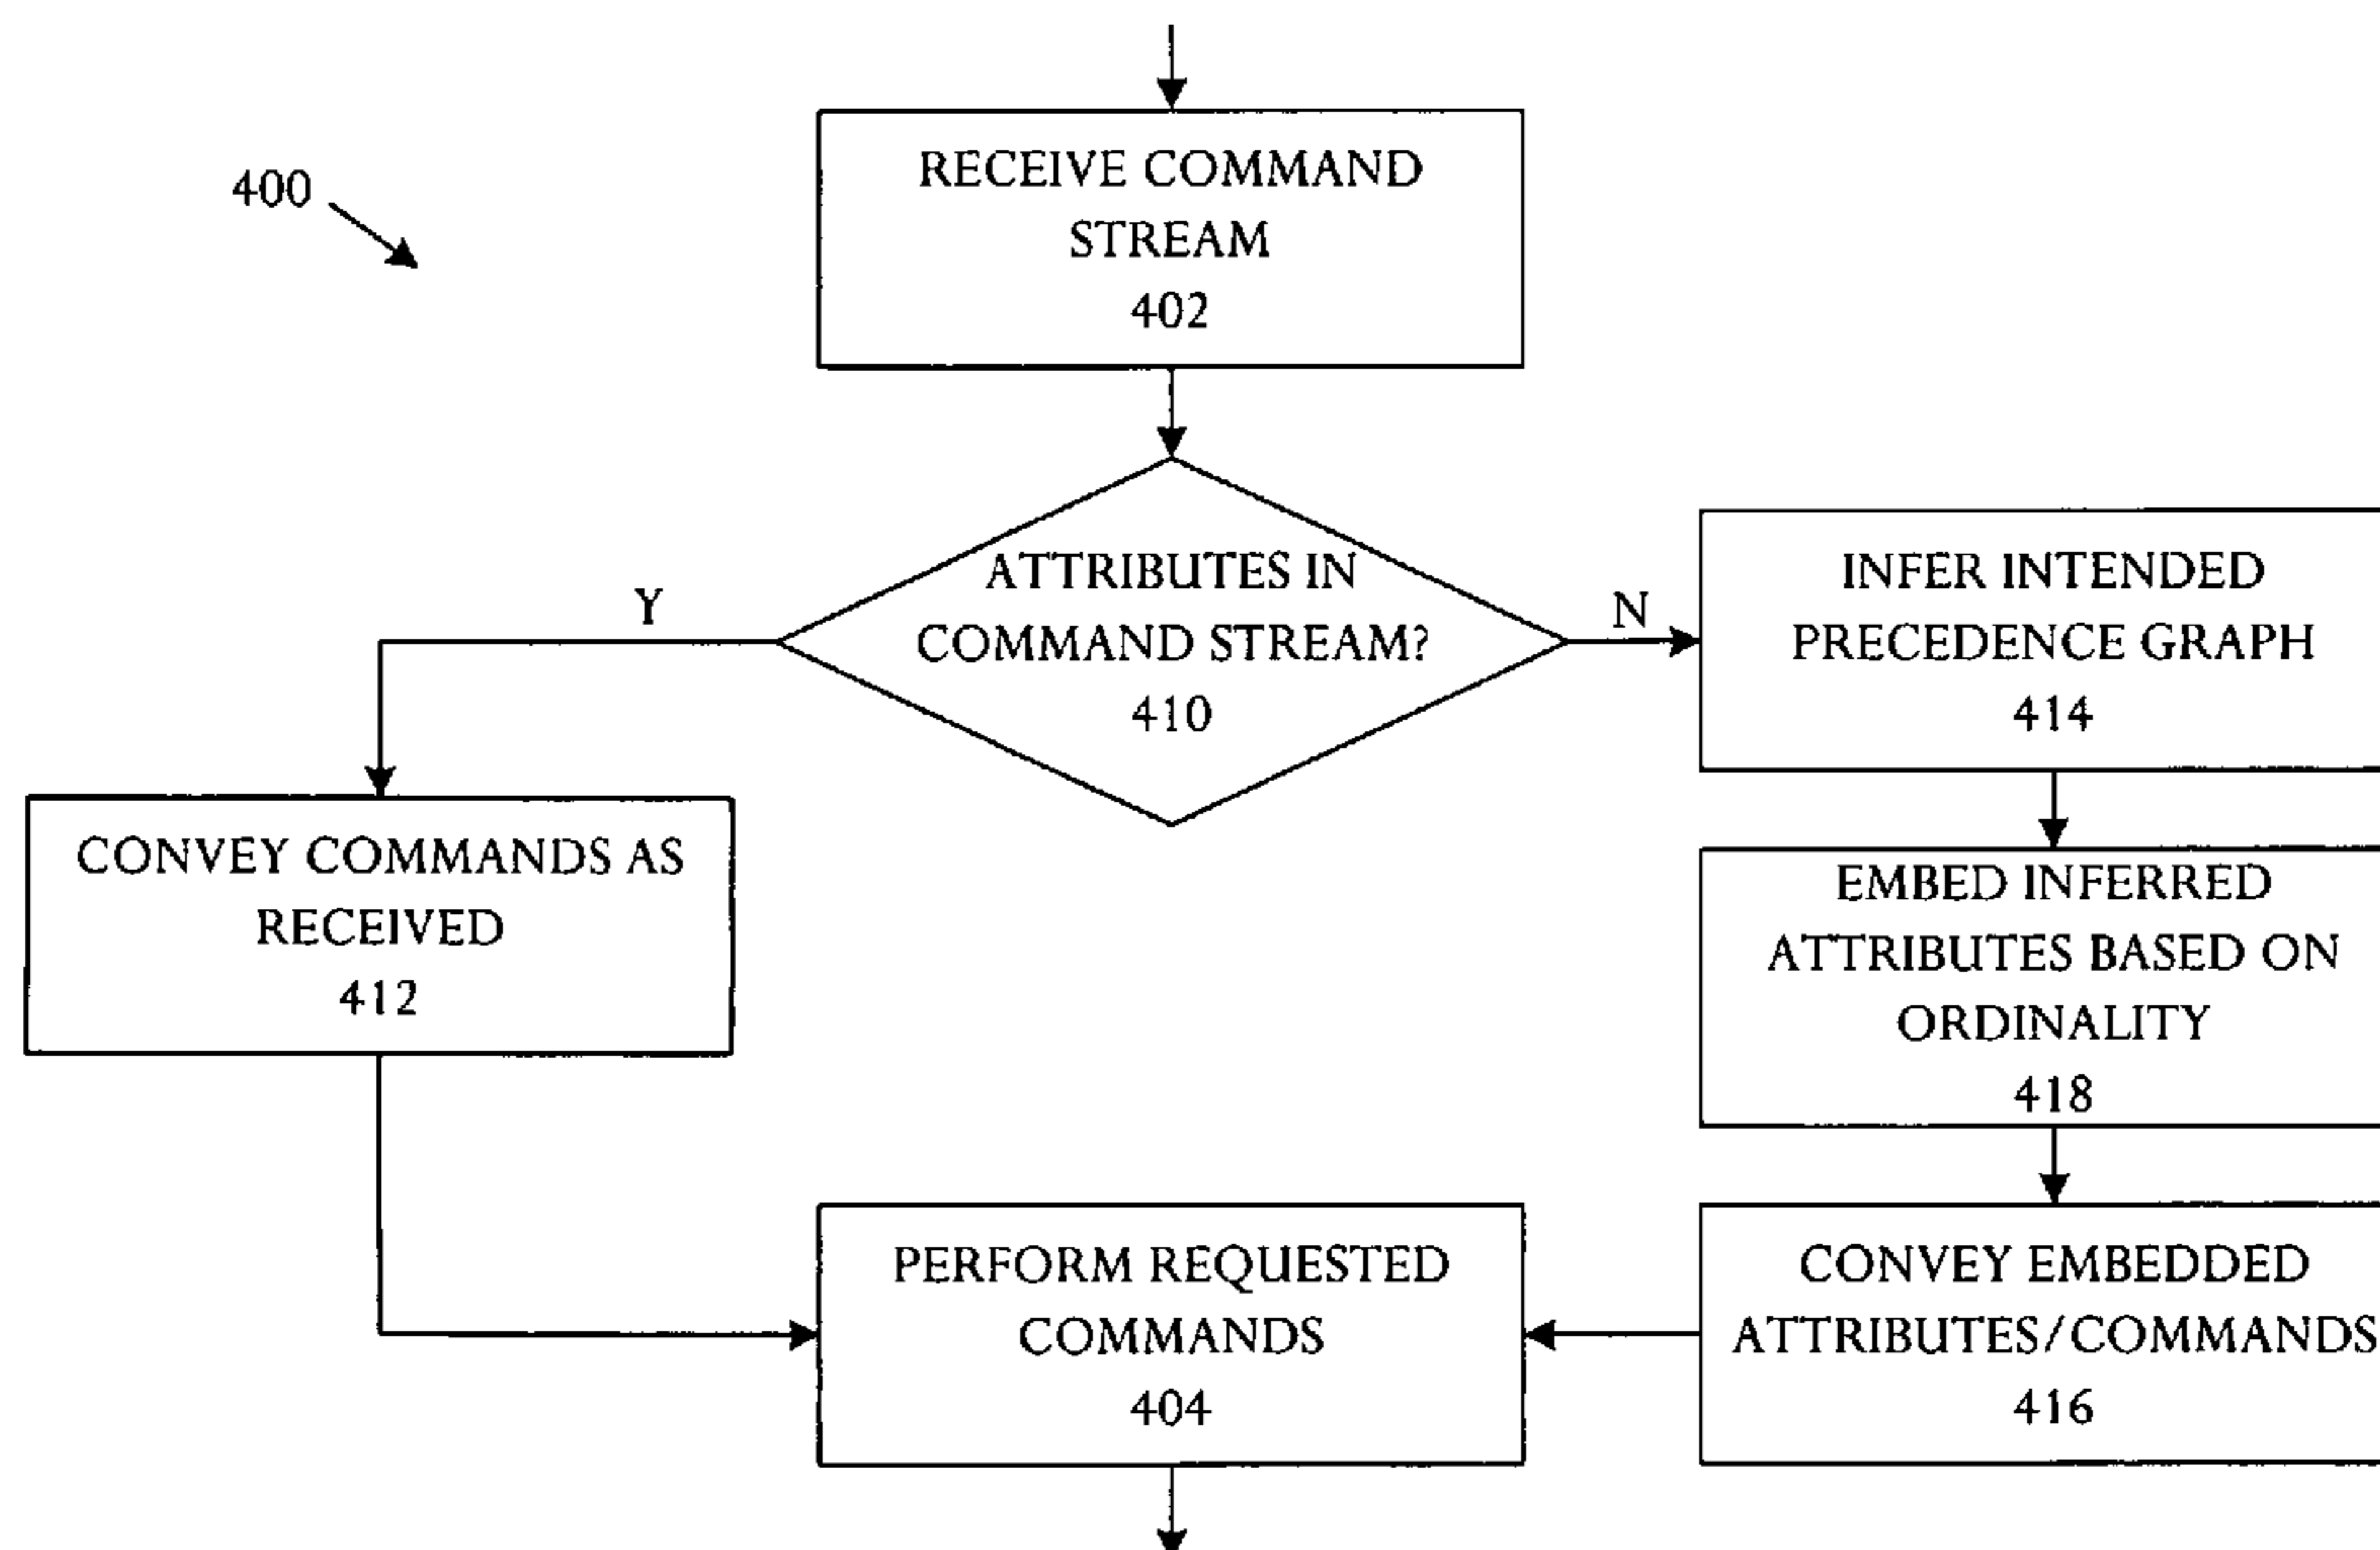 400
RECEIVE COMMAND
STREAM
402
ATTRIBUTES IN
COMMAND STREAM?
410
Y
N
INFER INTENDED
PRECEDENCE GRAPH
414
CONVEY COMMANDS AS
RECEIVED
412
EMBED INFERRED
ATTRIBUTES BASED ON
ORDINALITY
418
PERFORM REQUESTED
COMMANDS
404
CONVEY EMBEDDED
ATTRIBUTES/COMMANDS
416